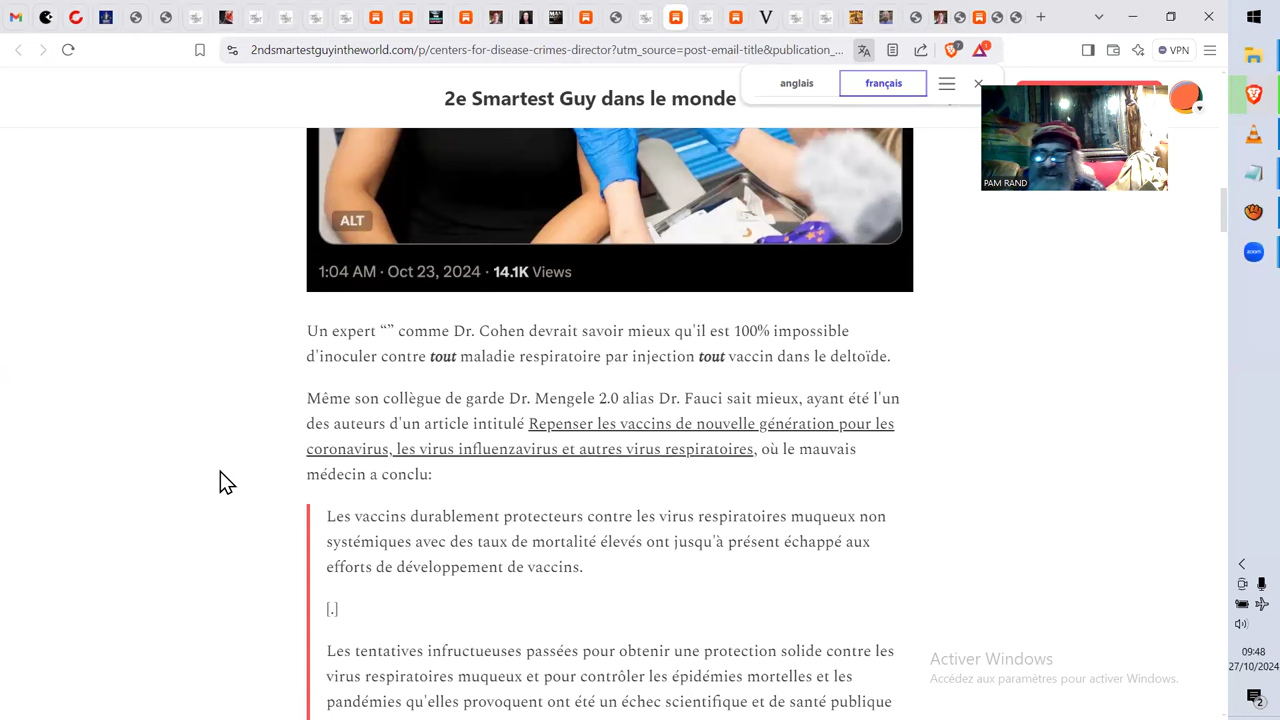 2ndsmartestguyintheworld.com/p/centers-for-disease-crimes-director?utm_source=post-email-title&publication_...
VPN
anglais
français
2e Smartest Guy dans le monde
PAM RAND
ALT
1:04 AM · Oct 23, 2024 · 14.1K Views
Un expert “” comme Dr. Cohen devrait savoir mieux qu'il est 100% impossible
d'inoculer contre tout maladie respiratoire par injection tout vaccin dans le deltoïde.
Même son collègue de garde Dr. Mengele 2.0 alias Dr. Fauci sait mieux, ayant été l'un
des auteurs d'un article intitulé Repenser les vaccins de nouvelle génération pour les
coronavirus, les virus influenzavirus et autres virus respiratoires, où le mauvais
médecin a conclu:
Les vaccins durablement protecteurs contre les virus respiratoires muqueux non
systémiques avec des taux de mortalité élevés ont jusqu'à présent échappé aux
efforts de développement de vaccins.
[.]
Les tentatives infructueuses passées pour obtenir une protection solide contre les
virus respiratoires muqueux et pour contrôler les épidémies mortelles et les
pandémies qu'elles provoquent ont été un échec scientifique et de santé publique
Activer Windows
Accédez aux paramètres pour activer Windows.
zoom
09:48
27/10/2024
2